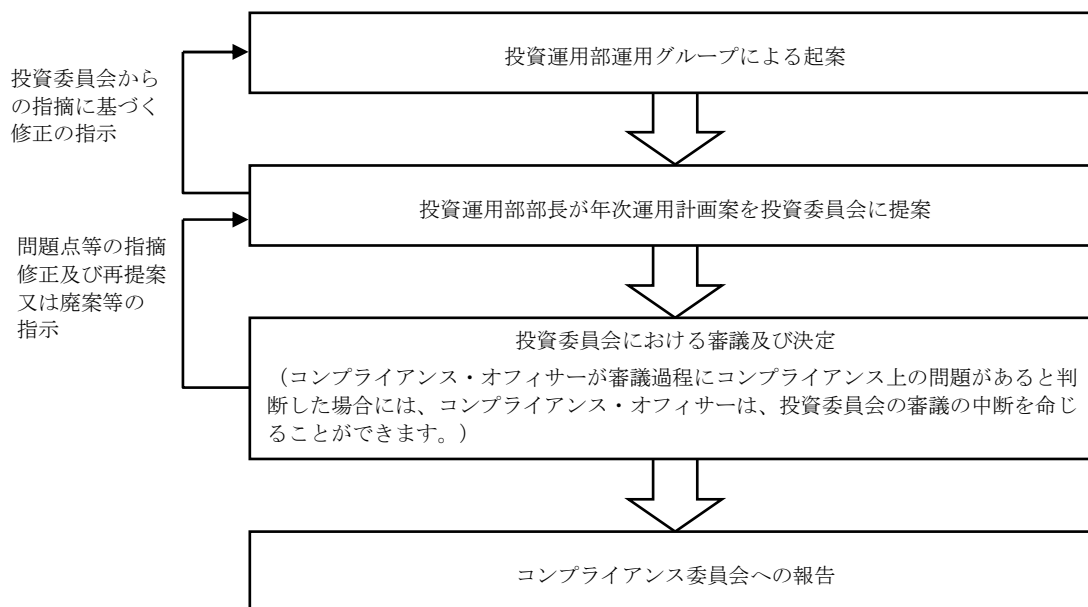 投資運用部運用グループによる起案
投資委員会から
の指摘に基づく
修正の指示
投資運用部部長が年次運用計画案を投資委員会に提案
問題点等の指摘
修正及び再提案
又は廃案等の
指示
投資委員会における審議及び決定
(コンプライアンス・オフィサーが審議過程にコンプライアンス上の問題があると判
断した場合には、コンプライアンス・オフィサーは、投資委員会の審議の中断を命じ
ることができます。)
コンプライアンス委員会への報告